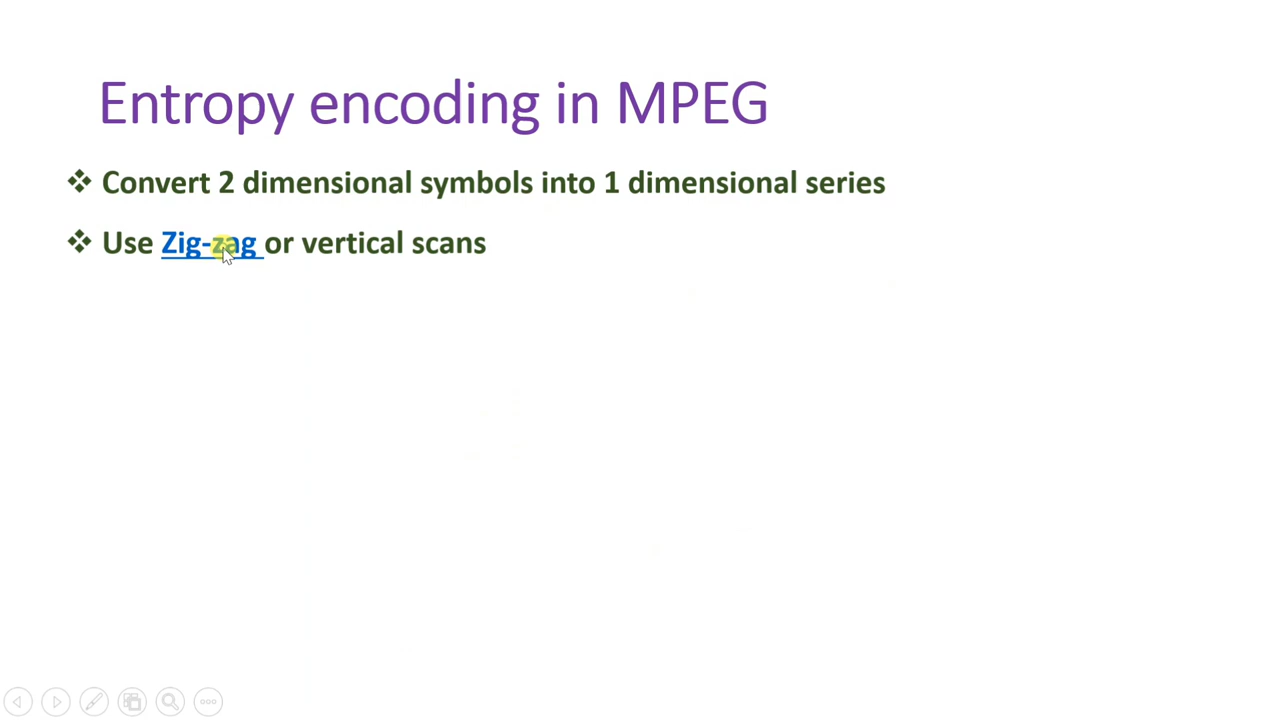 Entropy encoding in MPEG
❖ Convert 2 dimensional symbols into 1 dimensional series
❖ Use Zig-zag or vertical scans